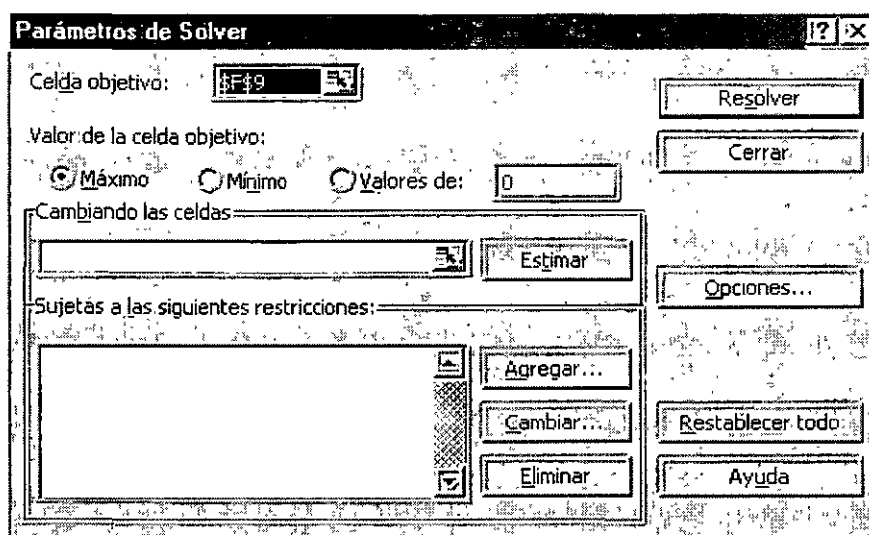 Parámetros de Solver
Celda objetivo: $F$9
Resolver
Valor de la celda objetivo:
Cerrar
Máximo Mínimo Valores de: 0
Cambiando las celdas
Estimar
Opciones...
Sujetas a las siguientes restricciones:
Agregar...
Cambiar...
Restablecer todo
Eliminar
Ayuda